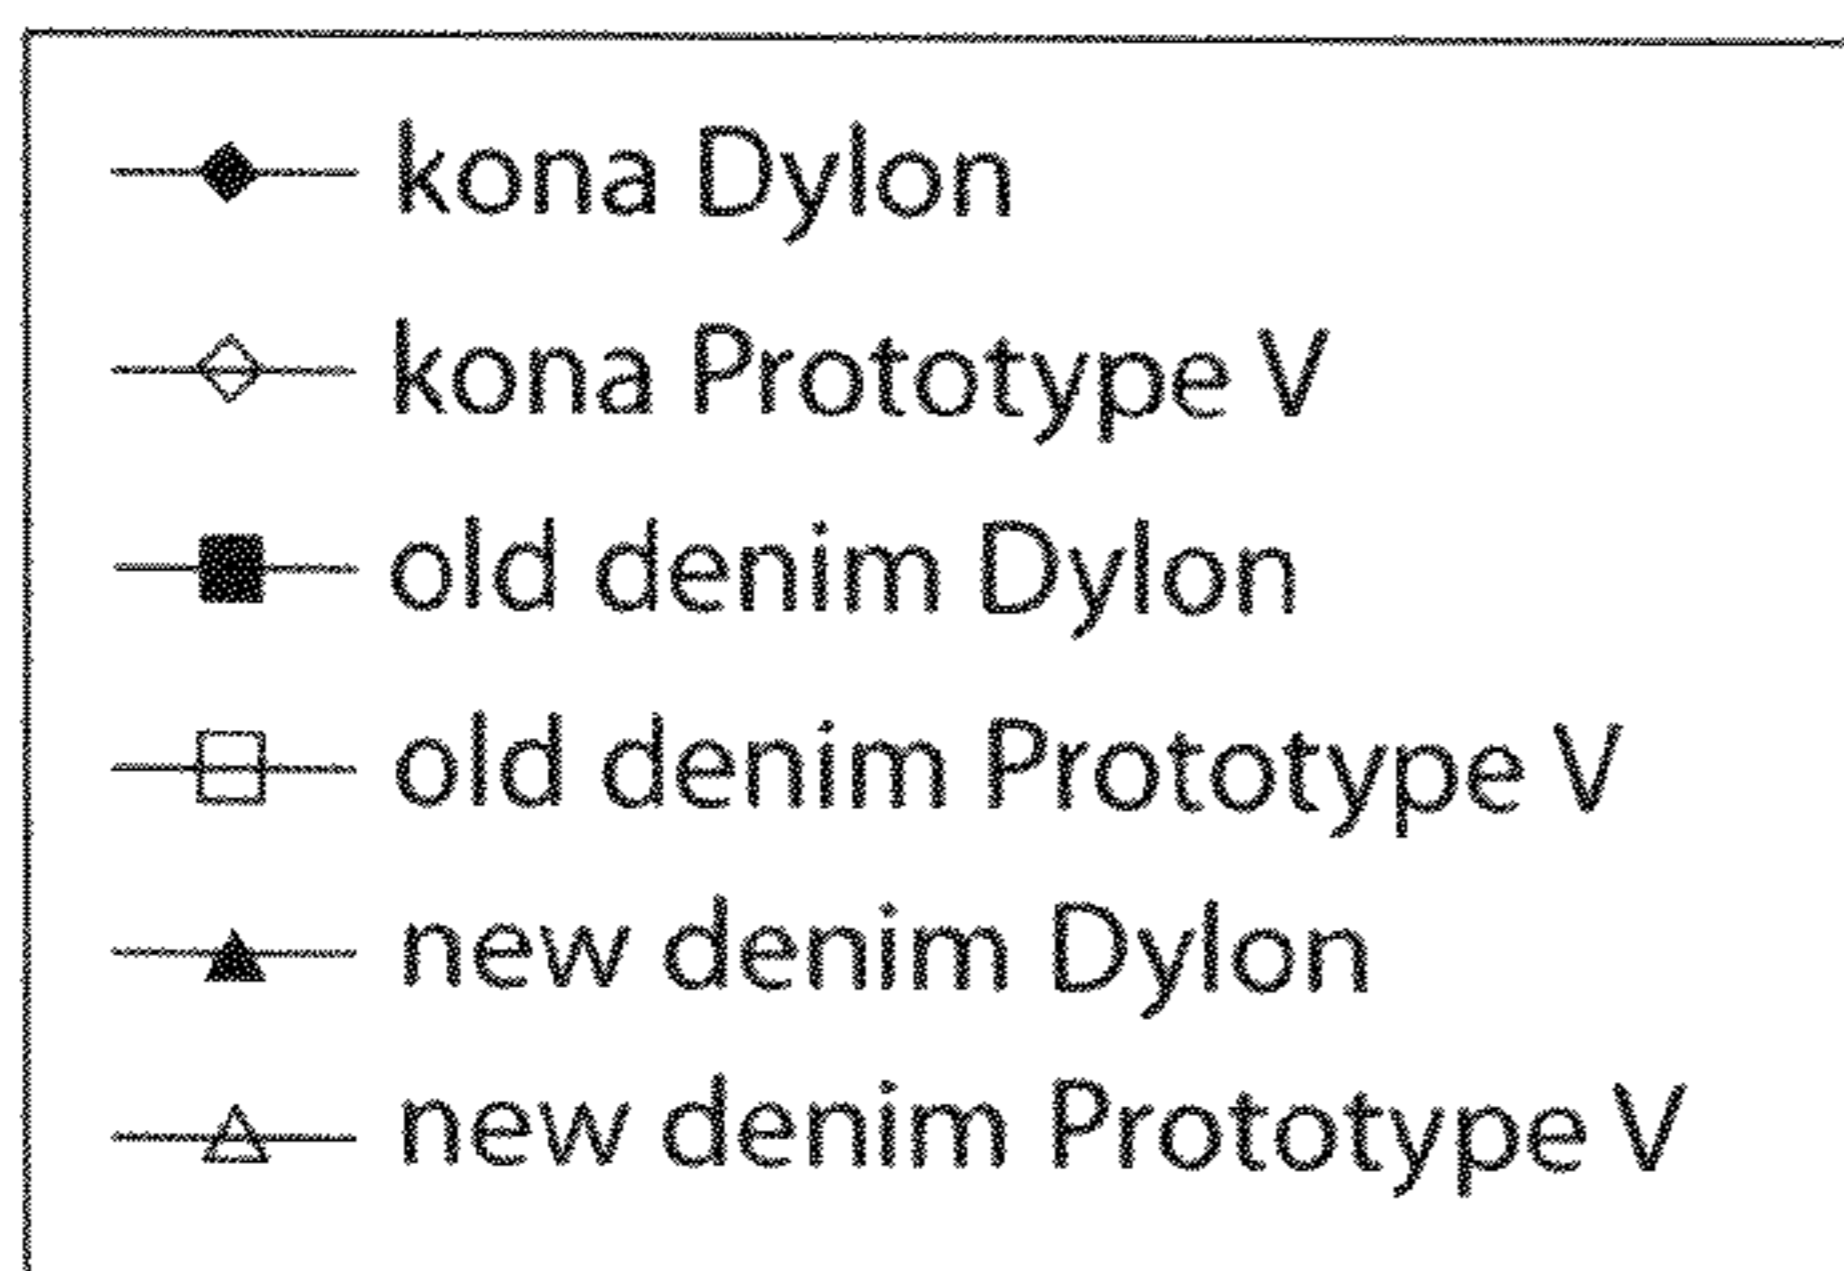 kona Dylon
kona Prototype V
old denim Dylon
old denim Prototype V
new denim Dylon
new denim Prototype V